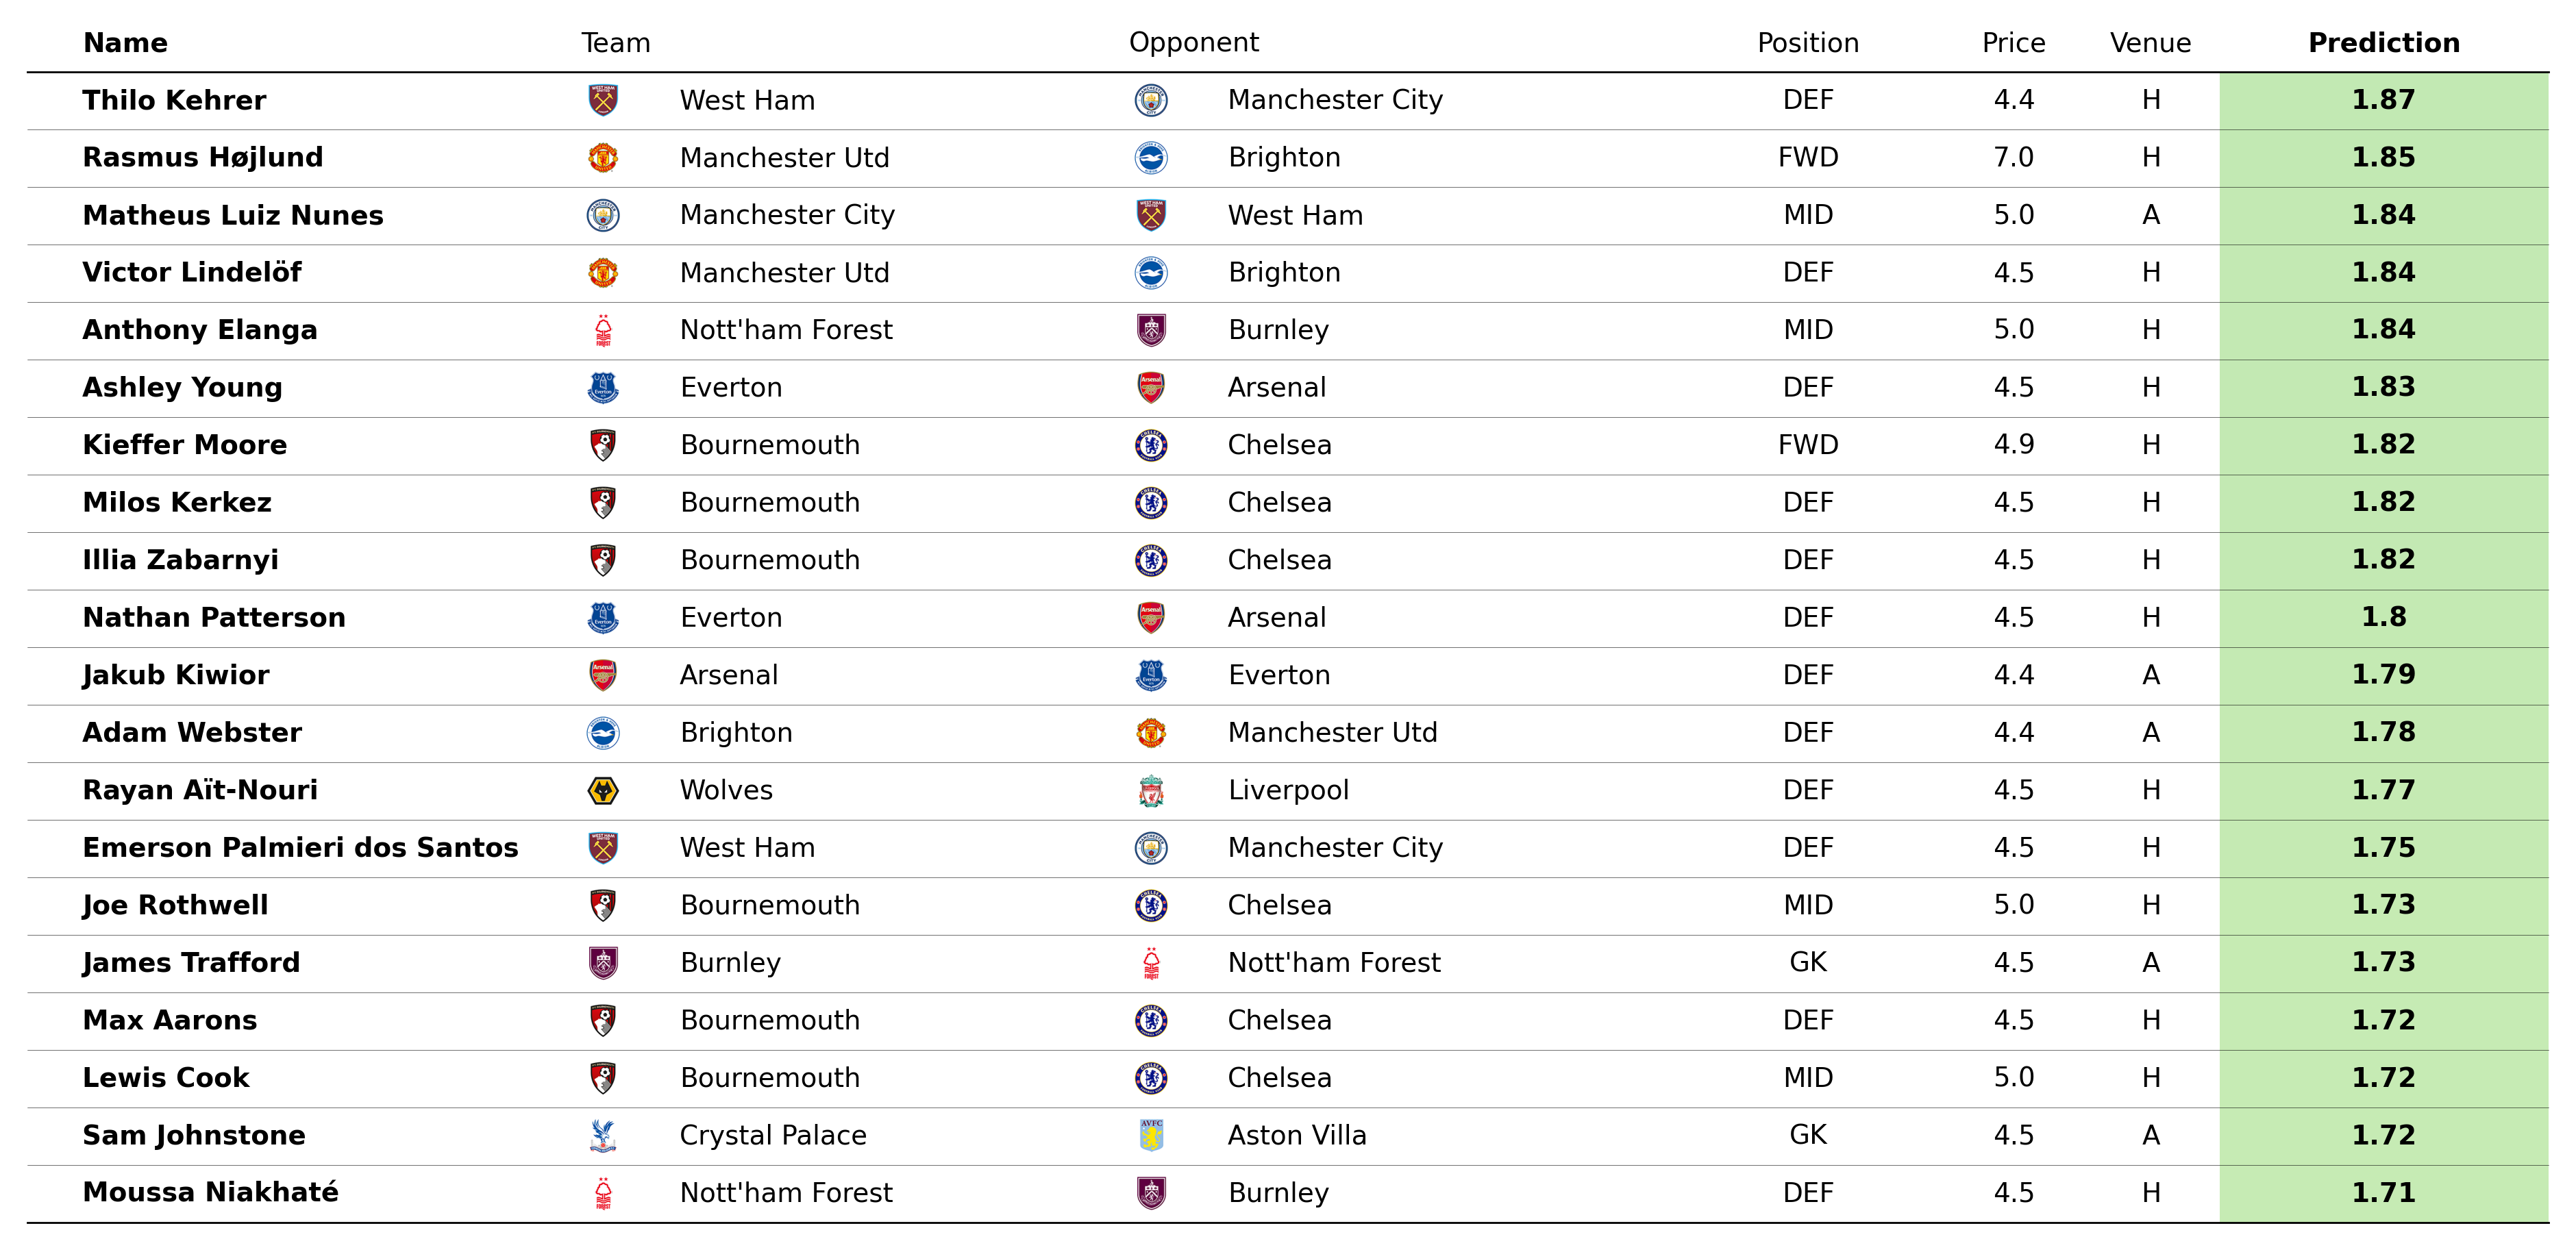 Name Team Opponent Position Price Venue Prediction
Thilo Kehrer West Ham Manchester City DEF 4.4 H 1.87
Rasmus Højlund Manchester Utd Brighton FWD 7.0 H 1.85
Matheus Luiz Nunes Manchester City West Ham MID 5.0 A 1.84
Victor Lindelöf Manchester Utd Brighton DEF 4.5 H 1.84
Anthony Elanga Nott'ham Forest Burnley MID 5.0 H 1.84
Ashley Young Everton Arsenal DEF 4.5 H 1.83
Kieffer Moore Bournemouth Chelsea FWD 4.9 H 1.82
Milos Kerkez Bournemouth Chelsea DEF 4.5 H 1.82
Illia Zabarnyi Bournemouth Chelsea DEF 4.5 H 1.82
Nathan Patterson Everton Arsenal DEF 4.5 H 1.8
Jakub Kiwior Arsenal Everton DEF 4.4 A 1.79
Adam Webster Brighton Manchester Utd DEF 4.4 A 1.78
Rayan Aït-Nouri Wolves Liverpool DEF 4.5 H 1.77
Emerson Palmieri dos Santos West Ham Manchester City DEF 4.5 H 1.75
Joe Rothwell Bournemouth Chelsea MID 5.0 H 1.73
James Trafford Burnley Nott'ham Forest GK 4.5 A 1.73
Max Aarons Bournemouth Chelsea DEF 4.5 H 1.72
Lewis Cook Bournemouth Chelsea MID 5.0 H 1.72
Sam Johnstone Crystal Palace Aston Villa GK 4.5 A 1.72
Moussa Niakhaté Nott'ham Forest Burnley DEF 4.5 H 1.71